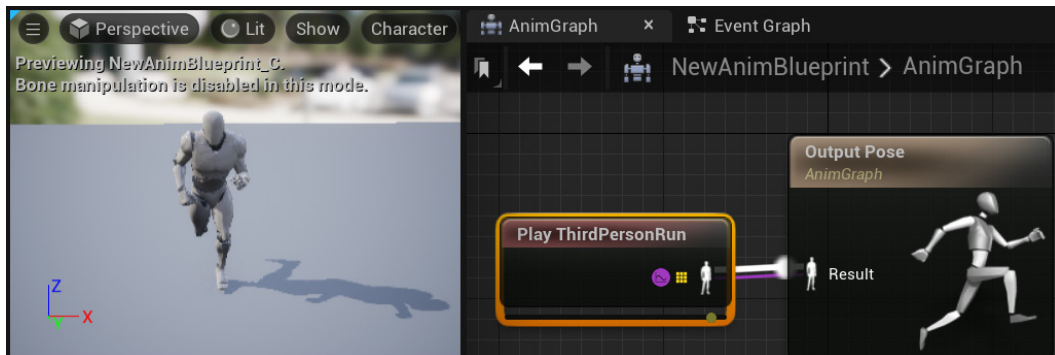 Perspective
Lit
Show
Character
Previewing NewAnimBlueprint_C.
Bone manipulation is disabled in this mode.
Z
X
Y
AnimGraph ×
Event Graph
NewAnimBlueprint > AnimGraph
Output Pose
AnimGraph
Play ThirdPersonRun
Result